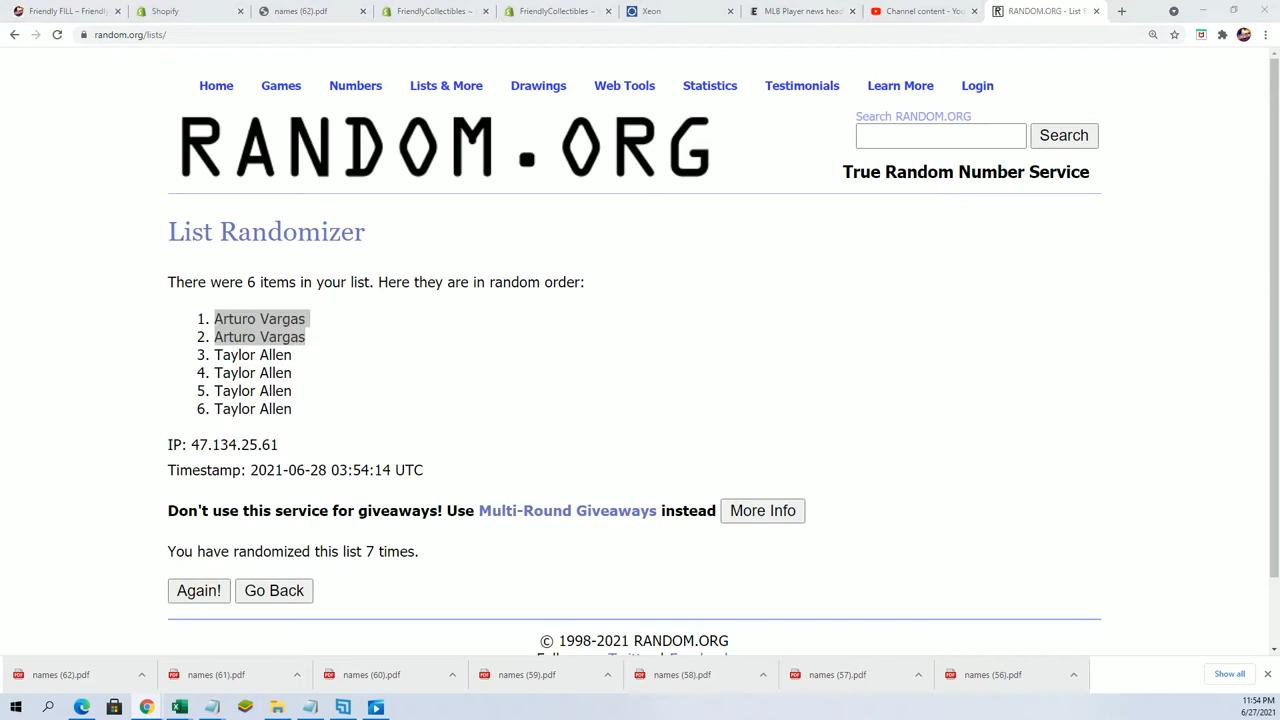 Friendly FiLL –
Shopify
names (62).pdf
FriendlyCollectibles ~
FriendlyCollectibles ~
Xeon
MLB Player news head
Channel content - You
RANDOM.ORG - List R
random.org/lists/
Home Games Numbers Lists & More Drawings Web Tools Statistics Testimonials Learn More Login
RANDOM.ORG
Search RANDOM.ORG
Search
True Random Number Service
List Randomizer
There were 6 items in your list. Here they are in random order:
1. Arturo Vargas
2. Arturo Vargas
3. Taylor Allen
4. Taylor Allen
5. Taylor Allen
6. Taylor Allen
IP: 47.134.25.61
Timestamp: 2021-06-28 03:54:14 UTC
Don't use this service for giveaways! Use Multi-Round Giveaways instead More Info
You have randomized this list 7 times.
Again! Go Back
© 1998-2021 RANDOM.ORG
names (62).pdf names (61).pdf names (60).pdf names (59).pdf names (58).pdf names (57).pdf names (56).pdf Show all
11:54 PM
6/27/2021